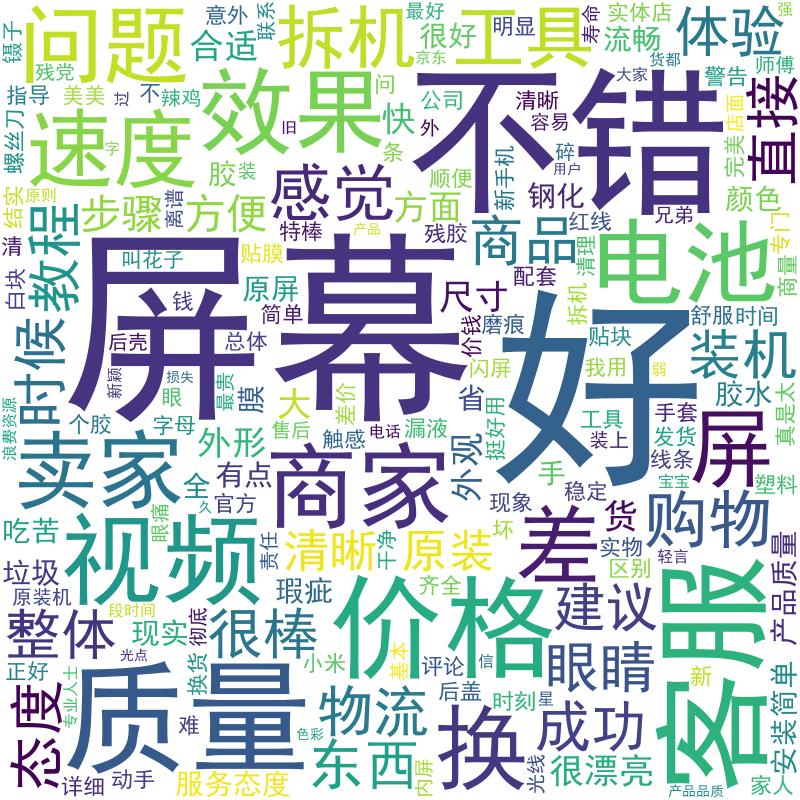 镊子
问题
意外
联系
拆机
最好
很好
京东
工具
明显
寿命
实体店
流畅
货都
体验
强
残党
合适
大家
警告
师傅
螺丝刀
指导
美美
过
不
辣鸡
效果
问
公司
快
外
不错
清晰
容易
旧
碎
用户
完美
店面
直接
速度
字
胶
装
条
顺便
新手机
钢化
颜色
结实
原则
离谱
步骤
方便
感觉
方面
红线
兄弟
清
教程
特棒
残胶
商品
清理
电池
专门
商量
白块
叫花子
贴膜
产品
原屏
尺寸
配套
拆机
钱
简单
价钱
磨痕
贴块
舒服
时间
时候
后壳
总体
屏幕
好
闪屏
我用
装机
新颖
损失
弱
浪费资源
眼
最贵
膜
大
差价
胶水
真是太
个胶
字母
售后
触感
电话
漏液
挺好用
工具
装上
手套
发货
屏
卖家
外形
外观
线条
宝宝
塑料
有点
商家
手
吃苦
全
官方
久
现象
稳定
货
购物
视频
眼痛
责任
清晰
干净
原装
坏
差
实物
轻言
区别
垃圾
原装机
瑕疵
价格
齐全
客服
产品质量
段时间
整体
现实
彻底
很棒
建议
正好
光点
换货
小米
基本
评论
信
眼睛
新
态度
专业人士
质量
后盖
时刻
星
难
物流
换
成功
安装简单
色彩
东西
内屏
光线
很漂亮
详细
动手
服务态度
产品品质
家人